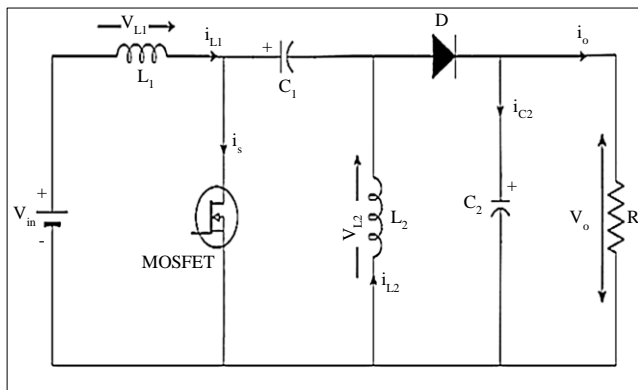 V_L1
D
i_L1
i_o
L_1
C_1
i_C2
i_s
V_in
V_L2
L_2
C_2
V_o
R
MOSFET
i_L2